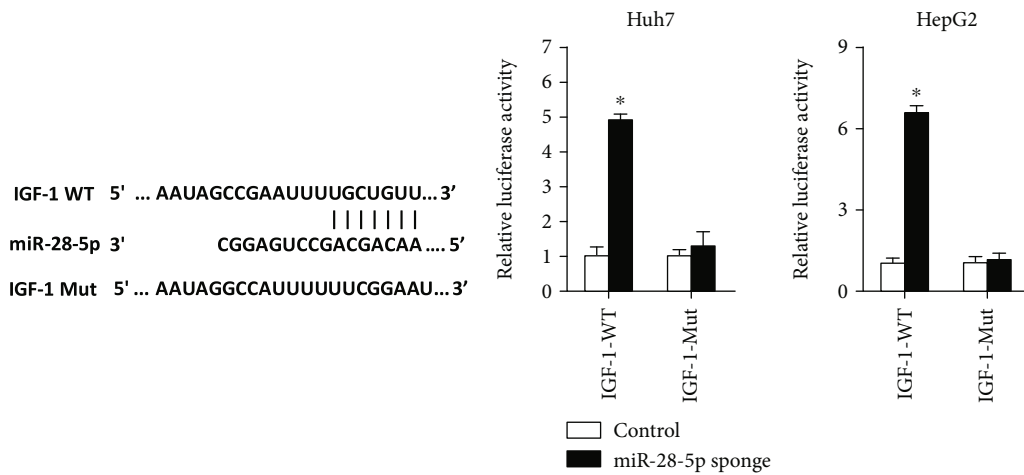 IGF-1 WT 5' ... AAUAGCCGAAUUUUGCUGUU... 3'
miR-28-5p 3' CGGAGUCCGACGACAA .... 5'
IGF-1 Mut 5' ... AAUAGGCCAUUUUUUCGGAAU... 3'
Huh7
Relative luciferase activity
7
6
5
4
3
2
1
0
*
IGF-1-WT
IGF-1-Mut
HepG2
Relative luciferase activity
9
6
3
0
*
IGF-1-WT
IGF-1-Mut
Control
miR-28-5p sponge